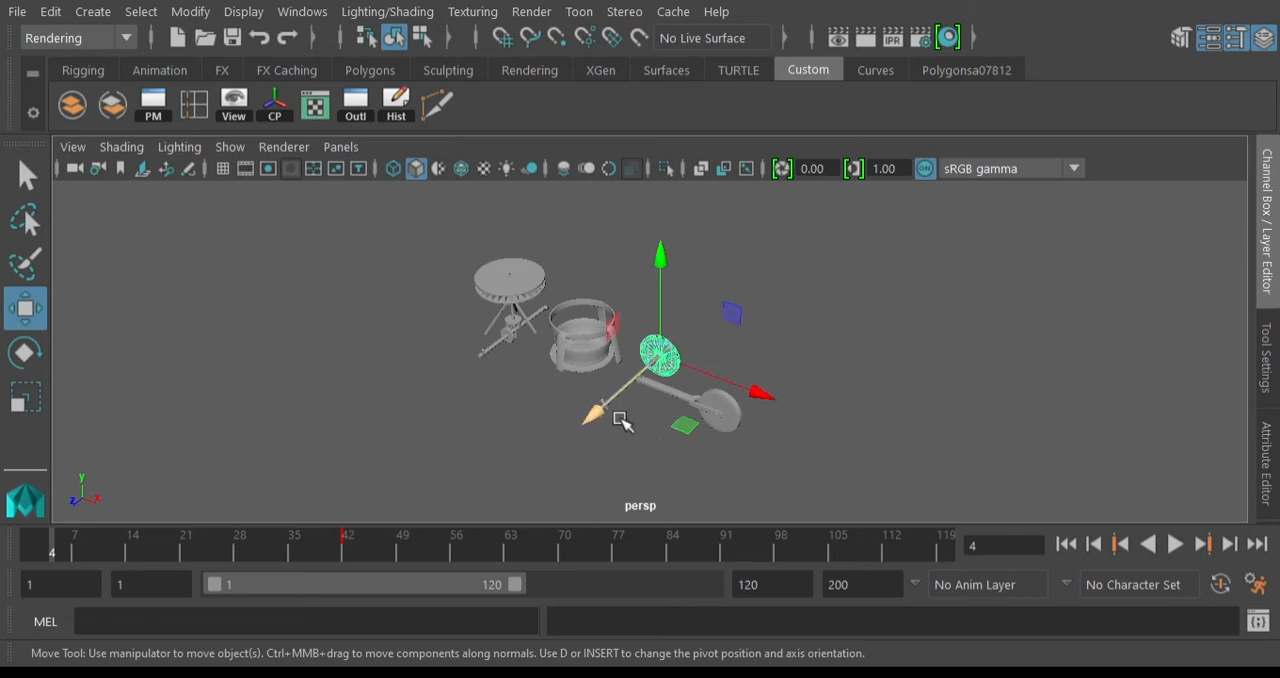 File Edit Create Select Modify Display Windows Lighting/Shading Texturing Render Toon Stereo Cache Help
Rendering No Live Surface IPR
Rigging Animation FX FX Caching Polygons Sculpting Rendering XGen Surfaces TURTLE Custom Curves Polygonsa07812
PM View CP Outl Hist
View Shading Lighting Show Renderer Panels
0.00 1.00 ON sRGB gamma
Channel Box / Layer Editor
Tool Settings
Attribute Editor
y
z x
persp
7 14 21 28 35 42 49 56 63 70 77 84 91 98 105 112 119
4 4
1 1 1 120 120 200 No Anim Layer No Character Set
MEL
Move Tool: Use manipulator to move object(s). Ctrl+MMB+drag to move components along normals. Use D or INSERT to change the pivot position and axis orientation.